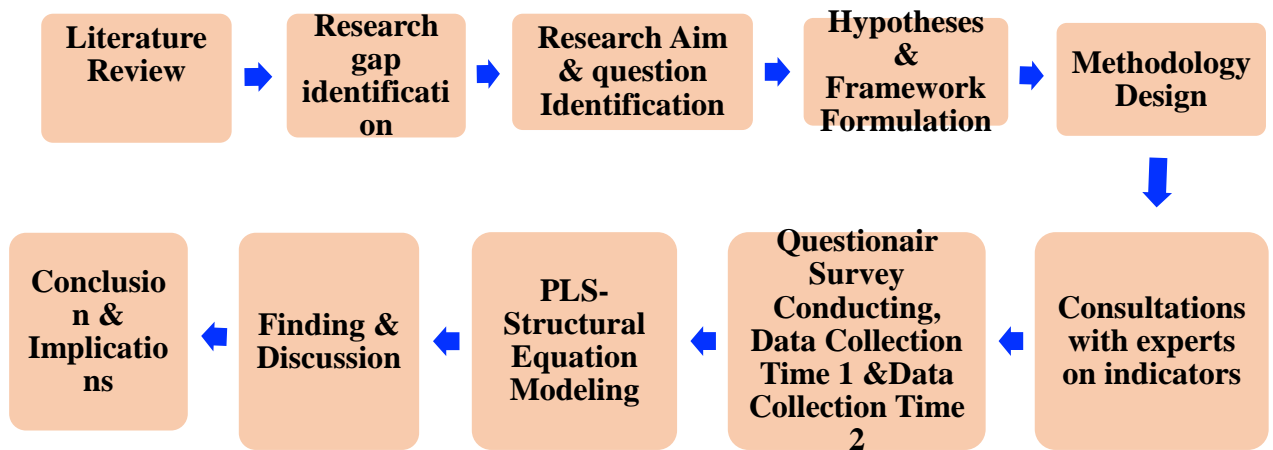 Literature
Review
Research
gap
identificati
on
Research Aim
& question
Identification
Hypotheses
&
Framework
Formulation
Methodology
Design
Consultations
with experts
on indicators
Questionair
Survey
Conducting,
Data Collection
Time 1 &Data
Collection Time
2
PLS-
Structural
Equation
Modeling
Finding &
Discussion
Conclusio
n &
Implicatio
ns